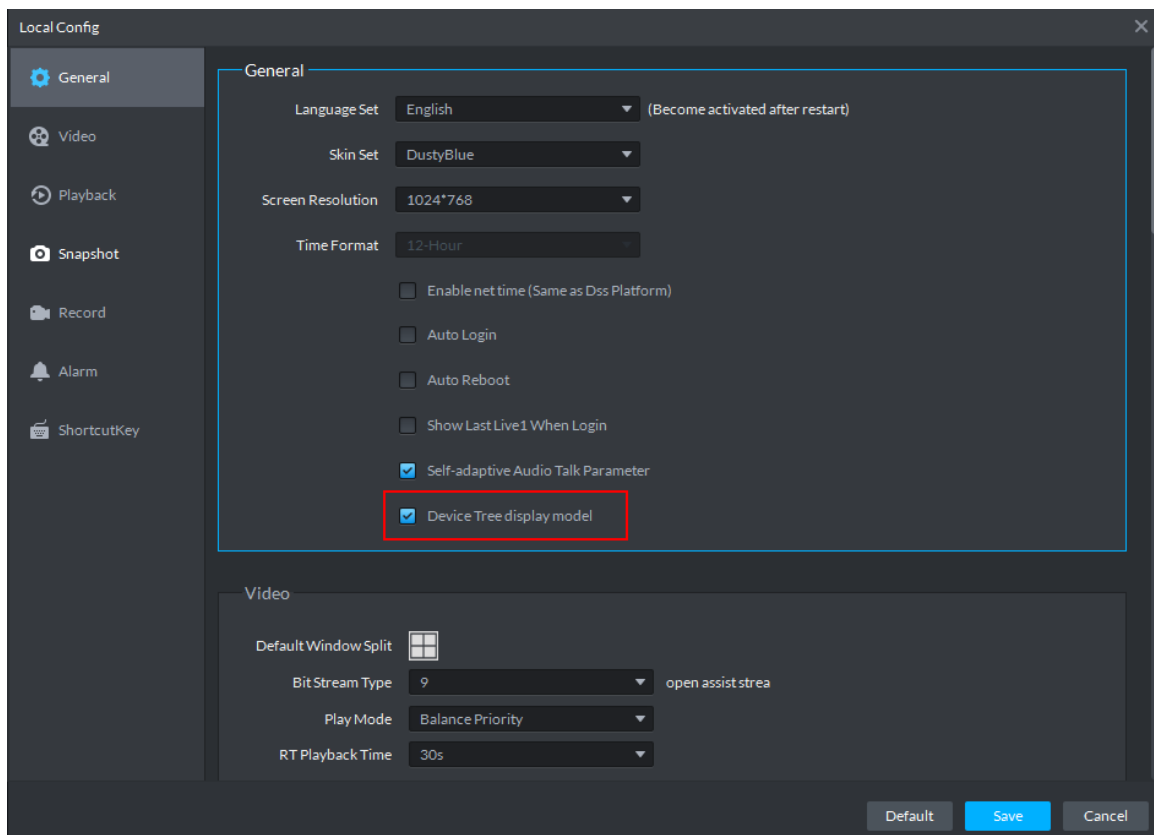 Local Config
General
Video
Playback
Snapshot
Record
Alarm
ShortcutKey
General
Language Set English (Become activated after restart)
Skin Set DustyBlue
Screen Resolution 1024*768
Time Format 12-Hour
Enable net time (Same as Dss Platform)
Auto Login
Auto Reboot
Show Last Live1 When Login
Self-adaptive Audio Talk Parameter
Device Tree display model
Video
Default Window Split
Bit Stream Type 9 open assist strea
Play Mode Balance Priority
RT Playback Time 30s
Default Save Cancel